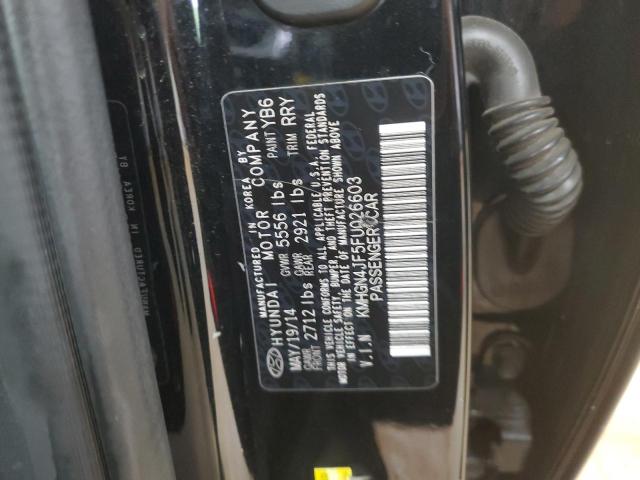 MANUFACTURED IN KOREA BY
HYUNDAI MOTOR COMPANY
MAY/19/14 GVWR 5556 lbs PAINT YB6
GAWR FRONT 2712 lbs GAWR REAR 2921 lbs TRIM RRY
THIS VEHICLE CONFORMS TO ALL APPLICABLE U.S.A. FEDERAL
MOTOR VEHICLE SAFETY, BUMPER, AND THEFT PREVENTION STANDARDS
IN EFFECT ON THE DATE OF MANUFACTURE SHOWN ABOVE
V.I.N KMHGN4JF5FU026603
PASSENGER CAR